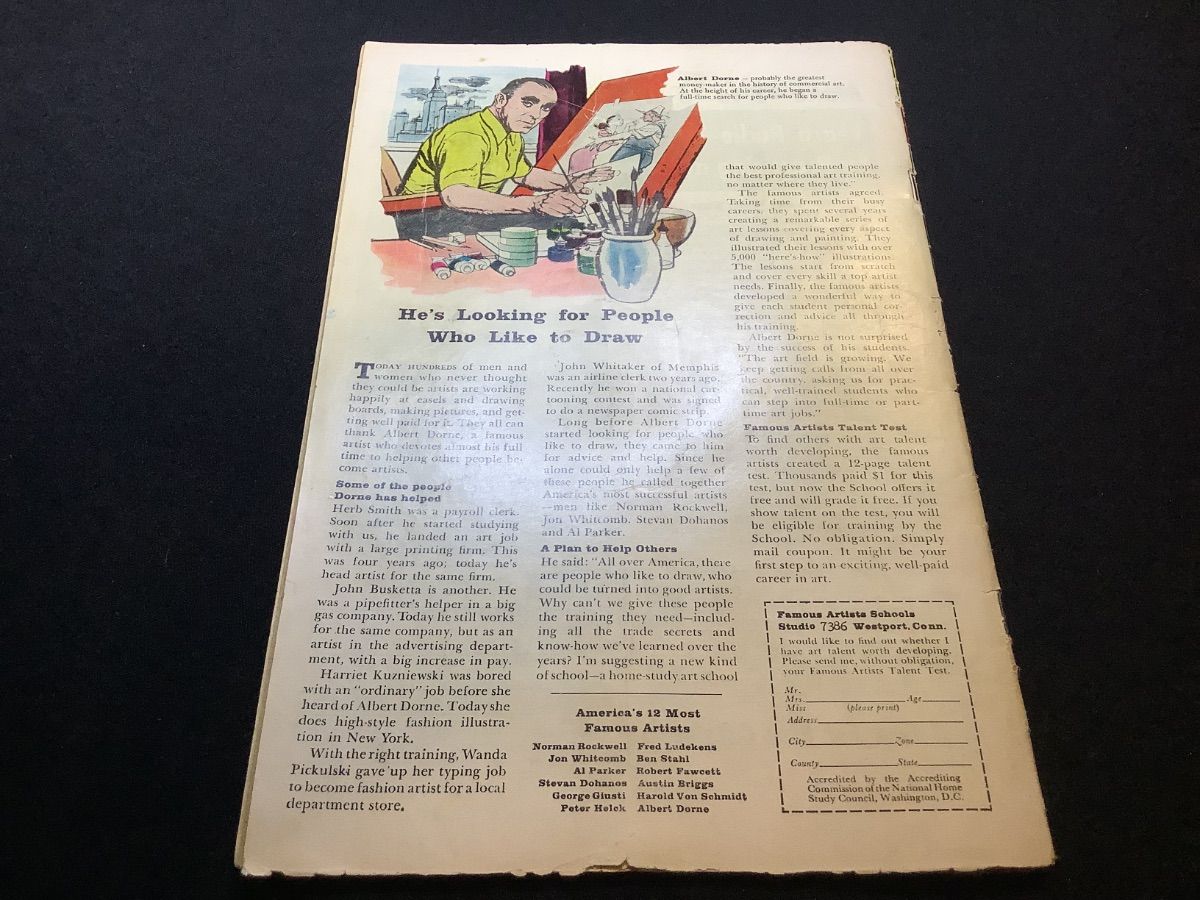 Albert Dorne — probably the greatest
money-maker in the history of commercial art.
At the height of his career, he began a
full-time search for people who like to draw.
He's Looking for People
Who Like to Draw
TODAY HUNDREDS of men and
women who never thought
they could be artists are working
happily at easels and drawing
boards, making pictures, and get-
ting well paid for it. They all can
thank Albert Dorne, a famous
artist who devotes almost his full
time to helping other people be-
come artists.
Some of the people
Dorne has helped
Herb Smith was a payroll clerk.
Soon after he started studying
with us, he landed an art job
with a large printing firm. This
was four years ago; today he's
head artist for the same firm.
John Busketta is another. He
was a pipefitter's helper in a big
gas company. Today he still works
for the same company, but as an
artist in the advertising depart-
ment, with a big increase in pay.
Harriet Kuzniewski was bored
with an "ordinary" job before she
heard of Albert Dorne. Today she
does high-style fashion illustra-
tion in New York.
With the right training, Wanda
Pickulski gave up her typing job
to become fashion artist for a local
department store.
John Whitaker of Memphis
was an airline clerk two years ago.
Recently he won a national car-
tooning contest and was signed
to do a newspaper comic strip.
Long before Albert Dorne
started looking for people who
like to draw, they came to him
for advice and help. Since he
alone could only help a few of
these people he called together
America's most successful artists
—men like Norman Rockwell,
Jon Whitcomb, Stevan Dohanos
and Al Parker.
A Plan to Help Others
He said: "All over America, there
are people who like to draw, who
could be turned into good artists.
Why can't we give these people
the training they need—includ-
ing all the trade secrets and
know-how we've learned over the
years? I'm suggesting a new kind
of school—a home-study art school
that would give talented people
the best professional art training,
no matter where they live."
The famous artists agreed.
Taking time from their busy
careers, they spent several years
creating a remarkable series of
art lessons covering every aspect
of drawing and painting. They
illustrated their lessons with over
5,000 "here's-how" illustrations.
The lessons start from scratch
and cover every skill a top artist
needs. Finally, the famous artists
developed a wonderful way to
give each student personal cor-
rection and advice all through
his training.
Albert Dorne is not surprised
by the success of his students.
"The art field is growing. We
keep getting calls from all over
the country, asking us for prac-
tical, well-trained students who
can step into full-time or part-
time art jobs."
Famous Artists Talent Test
To find others with art talent
worth developing, the famous
artists created a 12-page talent
test. Thousands paid $1 for this
test, but now the School offers it
free and will grade it free. If you
show talent on the test, you will
be eligible for training by the
School. No obligation. Simply
mail coupon. It might be your
first step to an exciting, well-paid
career in art.
America's 12 Most
Famous Artists
Norman Rockwell Fred Ludekens
Jon Whitcomb Ben Stahl
Al Parker Robert Fawcett
Stevan Dohanos Austin Briggs
George Giusti Harold Von Schmidt
Peter Helck Albert Dorne
Famous Artists Schools
Studio 7386 Westport, Conn.
I would like to find out whether I
have art talent worth developing.
Please send me, without obligation,
your Famous Artists Talent Test.
Mr.
Mrs. Age
Miss (please print)
Address
City Zone
County State
Accredited by the Accrediting
Commission of the National Home
Study Council, Washington, D.C.